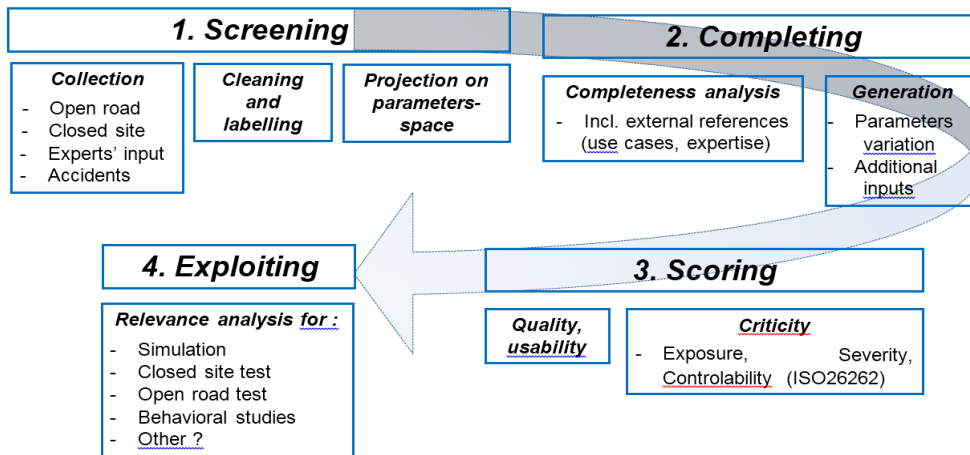 1. Screening
Collection
- Open road
- Closed site
- Experts' input
- Accidents
Cleaning
and
labelling
Projection on
parameters-
space
2. Completing
Completeness analysis
- Incl. external references
(use cases, expertise)
Generation
- Parameters
variation
- Additional
inputs
3. Scoring
Quality,
usability
Criticity
- Exposure, Severity,
Controlability (ISO26262)
4. Exploiting
Relevance analysis for :
- Simulation
- Closed site test
- Open road test
- Behavioral studies
- Other ?